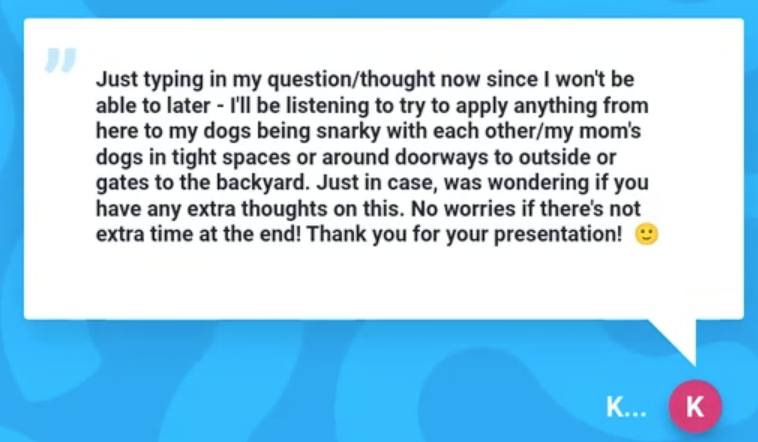 "
Just typing in my question/thought now since I won't be
able to later - I'll be listening to try to apply anything from
here to my dogs being snarky with each other/my mom's
dogs in tight spaces or around doorways to outside or
gates to the backyard. Just in case, was wondering if you
have any extra thoughts on this. No worries if there's not
extra time at the end! Thank you for your presentation! 🙂
K... K